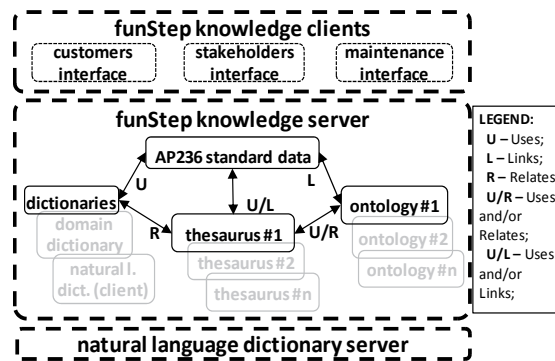 funStep knowledge clients
customers
interface
stakeholders
interface
maintenance
interface
funStep knowledge server
AP236 standard data
U
L
U/L
dictionaries
ontology #1
R
thesaurus #1
U/R
domain
dictionary
natural l.
dict. (client)
thesaurus #2
thesaurus #n
ontology #2
ontology #n
natural language dictionary server
LEGEND:
U – Uses;
L – Links;
R – Relates
U/R – Uses
and/or
Relates;
U/L – Uses
and/or
Links;